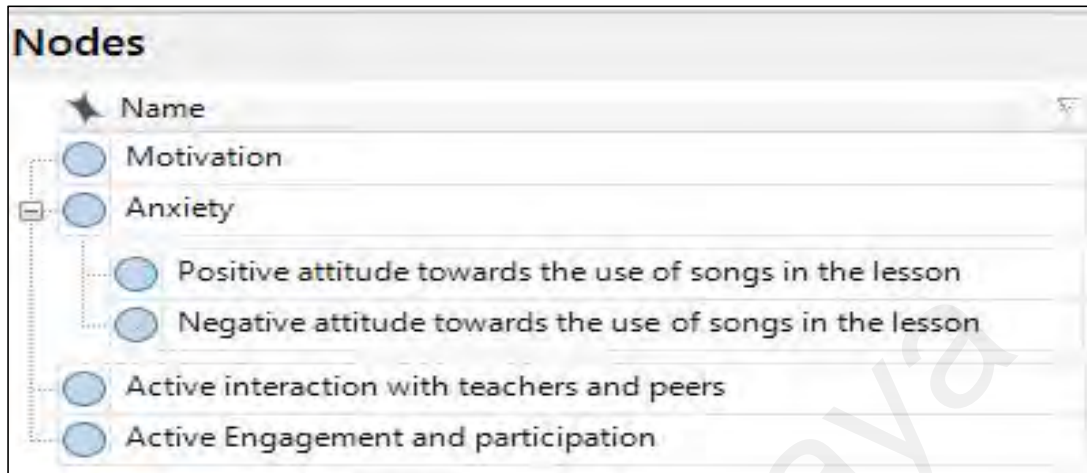 Nodes
Name
Motivation
Anxiety
Positive attitude towards the use of songs in the lesson
Negative attitude towards the use of songs in the lesson
Active interaction with teachers and peers
Active Engagement and participation
aya